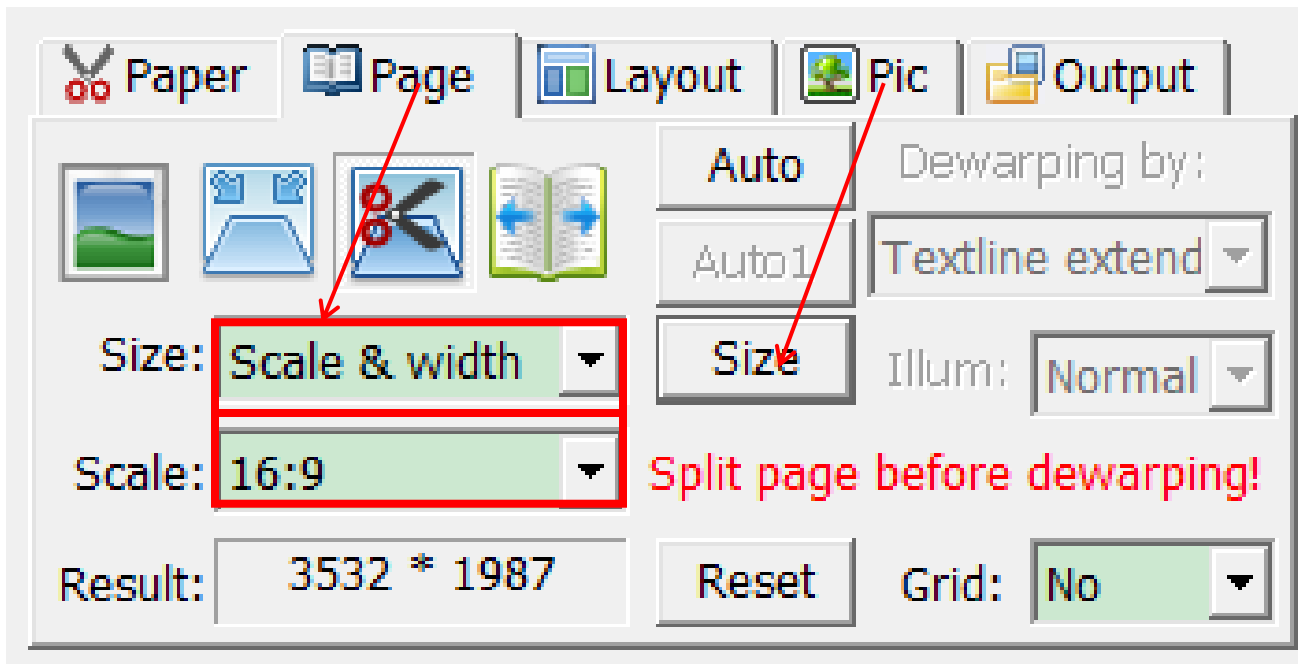 Paper Page Layout Pic Output
Auto Dewarping by:
Auto1 Textline extend
Size: Scale & width Size Illum: Normal
Scale: 16:9 Split page before dewarping!
Result: 3532 * 1987 Reset Grid: No